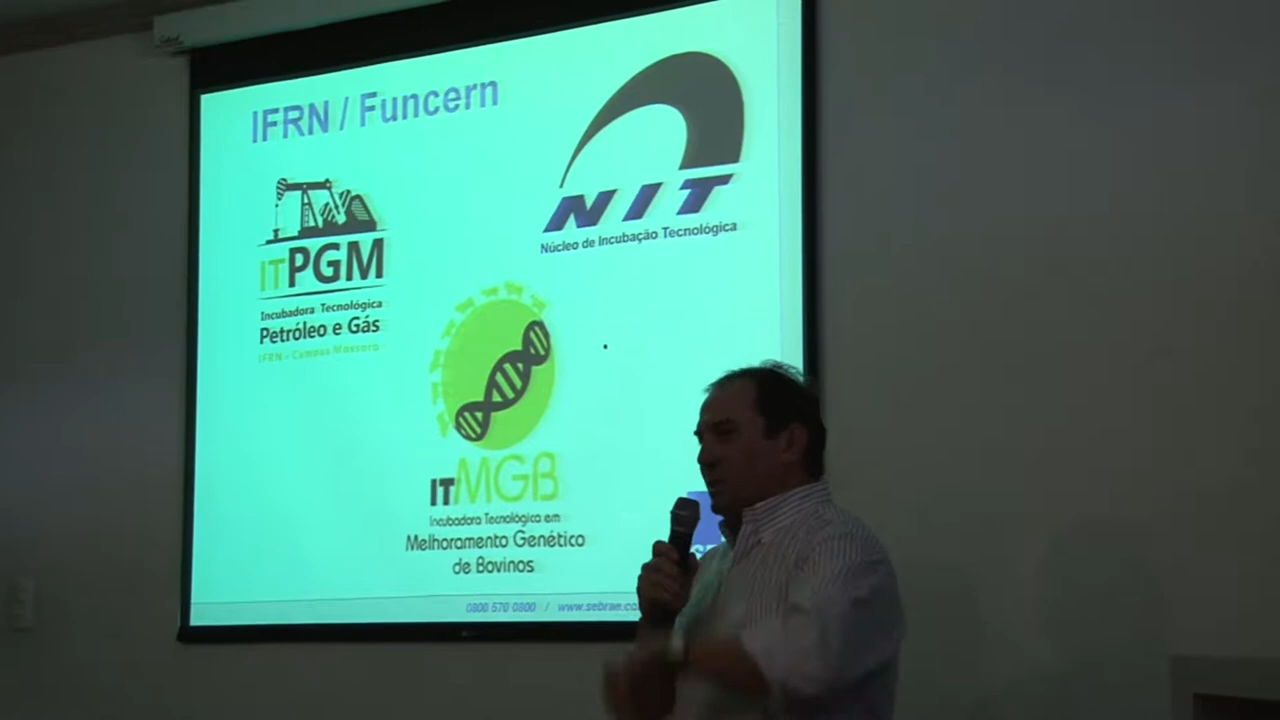 IFRN / Funcern
NIT
Núcleo de Incubação Tecnológica
ITPGM
Incubadora Tecnológica
Petróleo e Gás
IFRN - Campus Mossoró
ITMGB
Incubadora Tecnológica em
Melhoramento Genético
de Bovinos
0800 570 0800 / www.sebrae.co